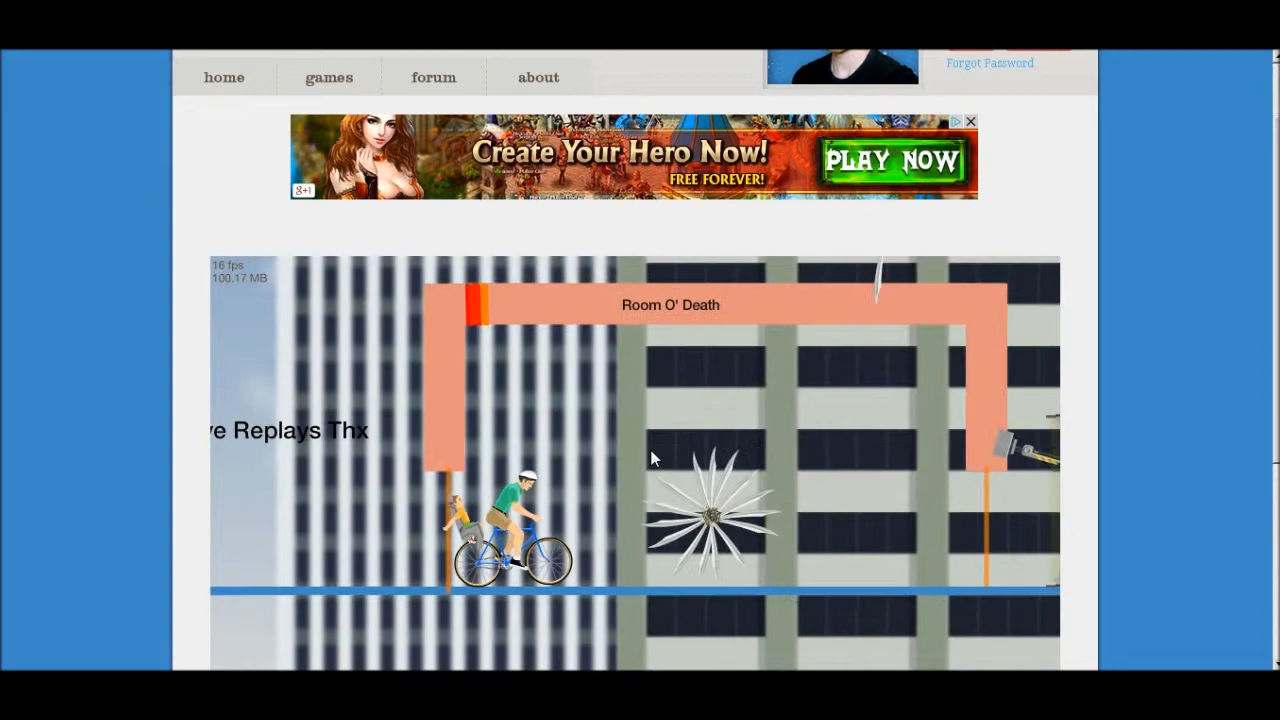 Forgot Password
home games forum about
Create Your Hero Now!
FREE FOREVER!
PLAY NOW
g+1
16 fps
100.17 MB
Room O' Death
ve Replays Thx